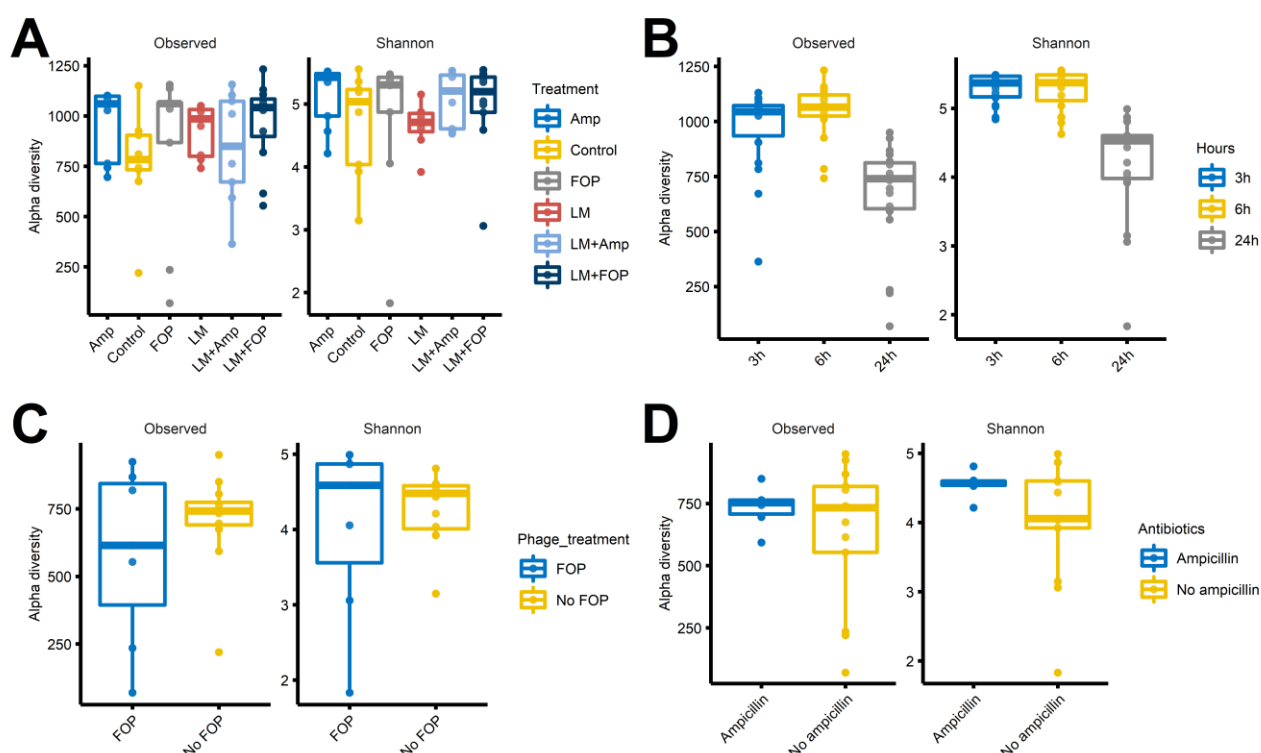 A
Observed
Shannon
Alpha diversity
1250
1000
750
500
250
5
4
3
2
Amp
Control
FOP
LM
LM+Amp
LM+FOP
Amp
Control
FOP
LM
LM+Amp
LM+FOP
Treatment
Amp
Control
FOP
LM
LM+Amp
LM+FOP
B
Observed
Shannon
Alpha diversity
1250
1000
750
500
250
5
4
3
2
3h
6h
24h
3h
6h
24h
Hours
3h
6h
24h
C
Observed
Shannon
Alpha diversity
750
500
250
5
4
3
2
FOP
No FOP
FOP
No FOP
Phage_treatment
FOP
No FOP
D
Observed
Shannon
Alpha diversity
750
500
250
5
4
3
2
Ampicillin
No ampicillin
Ampicillin
No ampicillin
Antibiotics
Ampicillin
No ampicillin